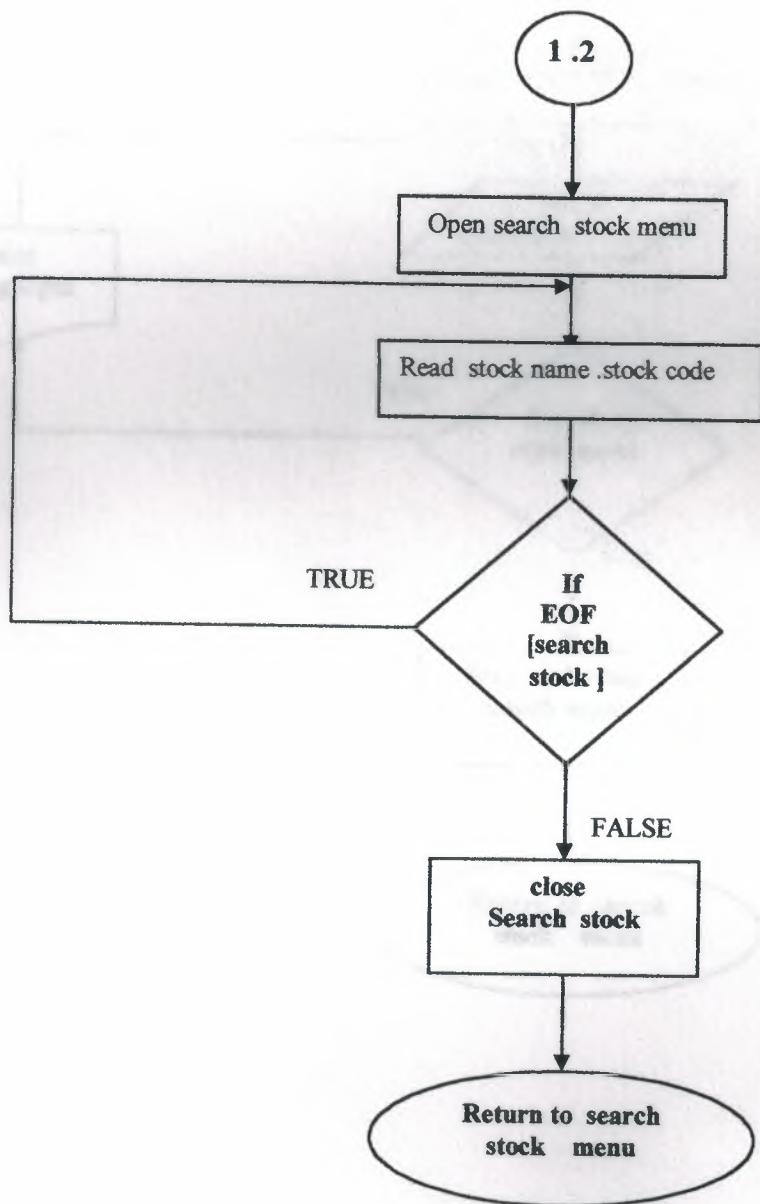 1 .2
Open search stock menu
Read stock name .stock code
TRUE
If
EOF
[search
stock ]
FALSE
close
Search stock
Return to search
stock menu